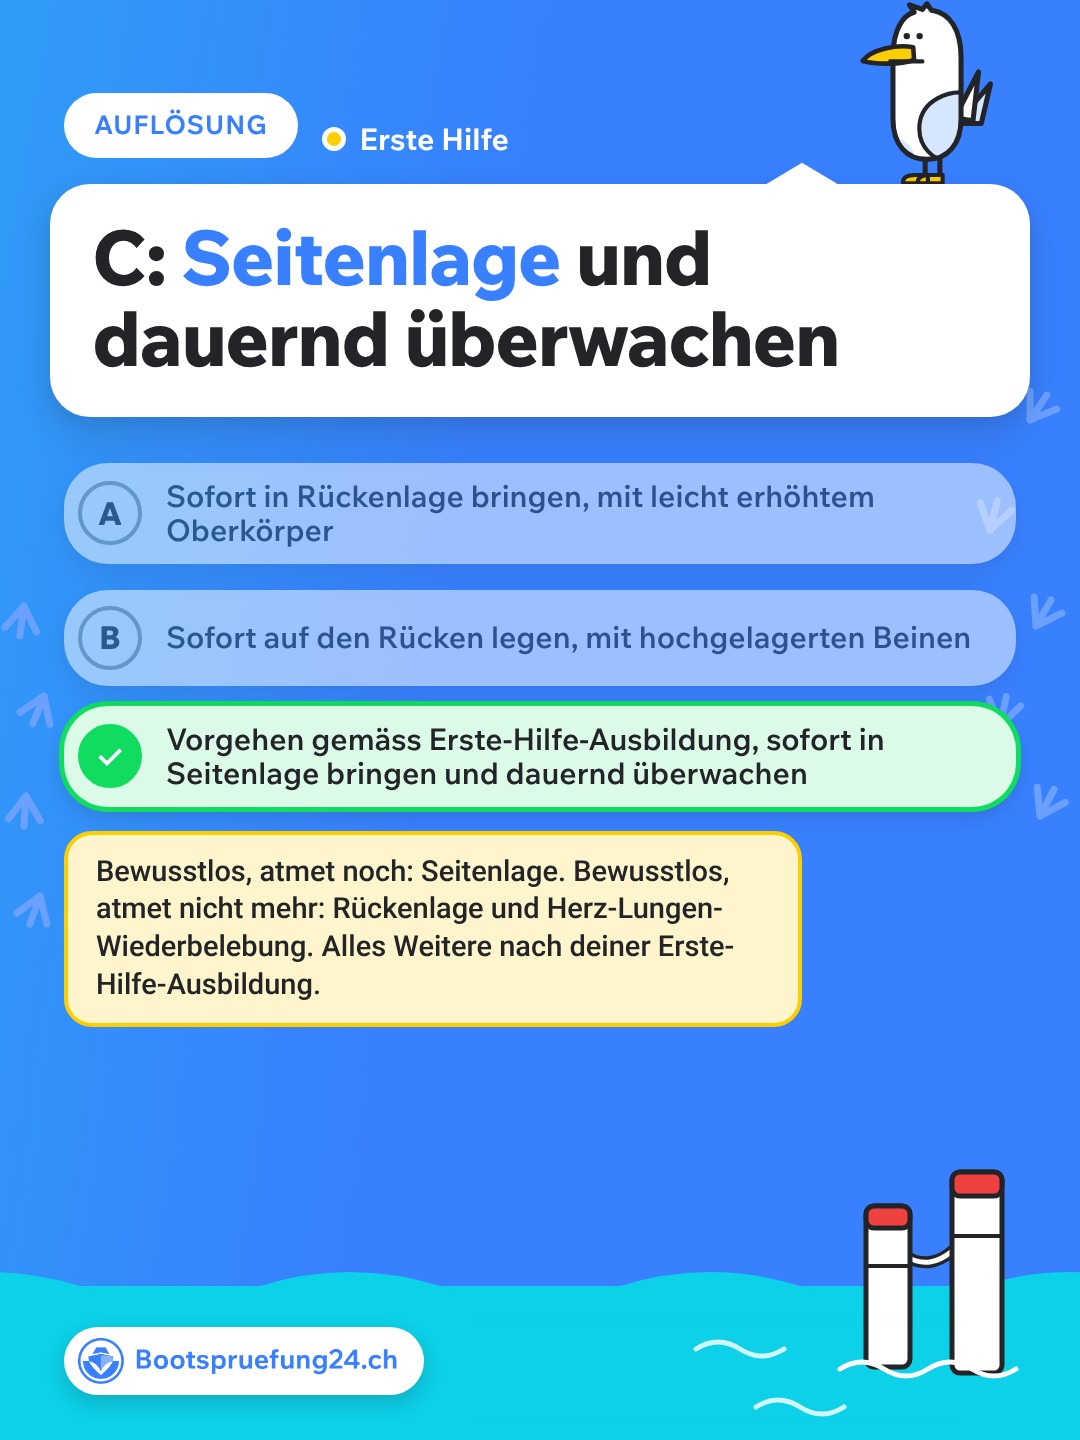 AUFLÖSUNG
Erste Hilfe
C: Seitenlage und
dauernd überwachen
A
Sofort in Rückenlage bringen, mit leicht erhöhtem
Oberkörper
B
Sofort auf den Rücken legen, mit hochgelagerten Beinen
Vorgehen gemäss Erste-Hilfe-Ausbildung, sofort in
Seitenlage bringen und dauernd überwachen
Bewusstlos, atmet noch: Seitenlage. Bewusstlos,
atmet nicht mehr: Rückenlage und Herz-Lungen-
Wiederbelebung. Alles Weitere nach deiner Erste-
Hilfe-Ausbildung.
Bootspruefung24.ch